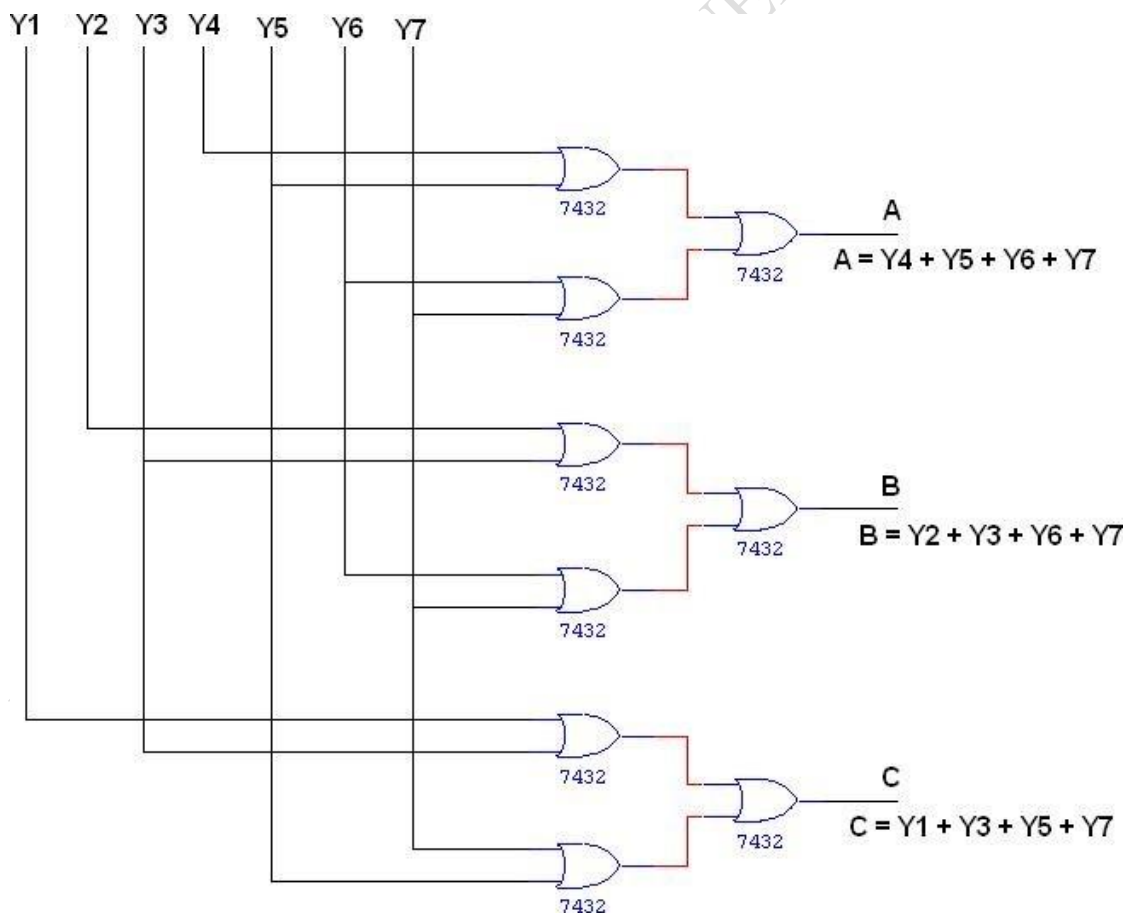 Y1 Y2 Y3 Y4 Y5 Y6 Y7
7432
A
7432
A = Y4 + Y5 + Y6 + Y7
7432
7432
B
7432
B = Y2 + Y3 + Y6 + Y7
7432
7432
C
7432
C = Y1 + Y3 + Y5 + Y7
7432